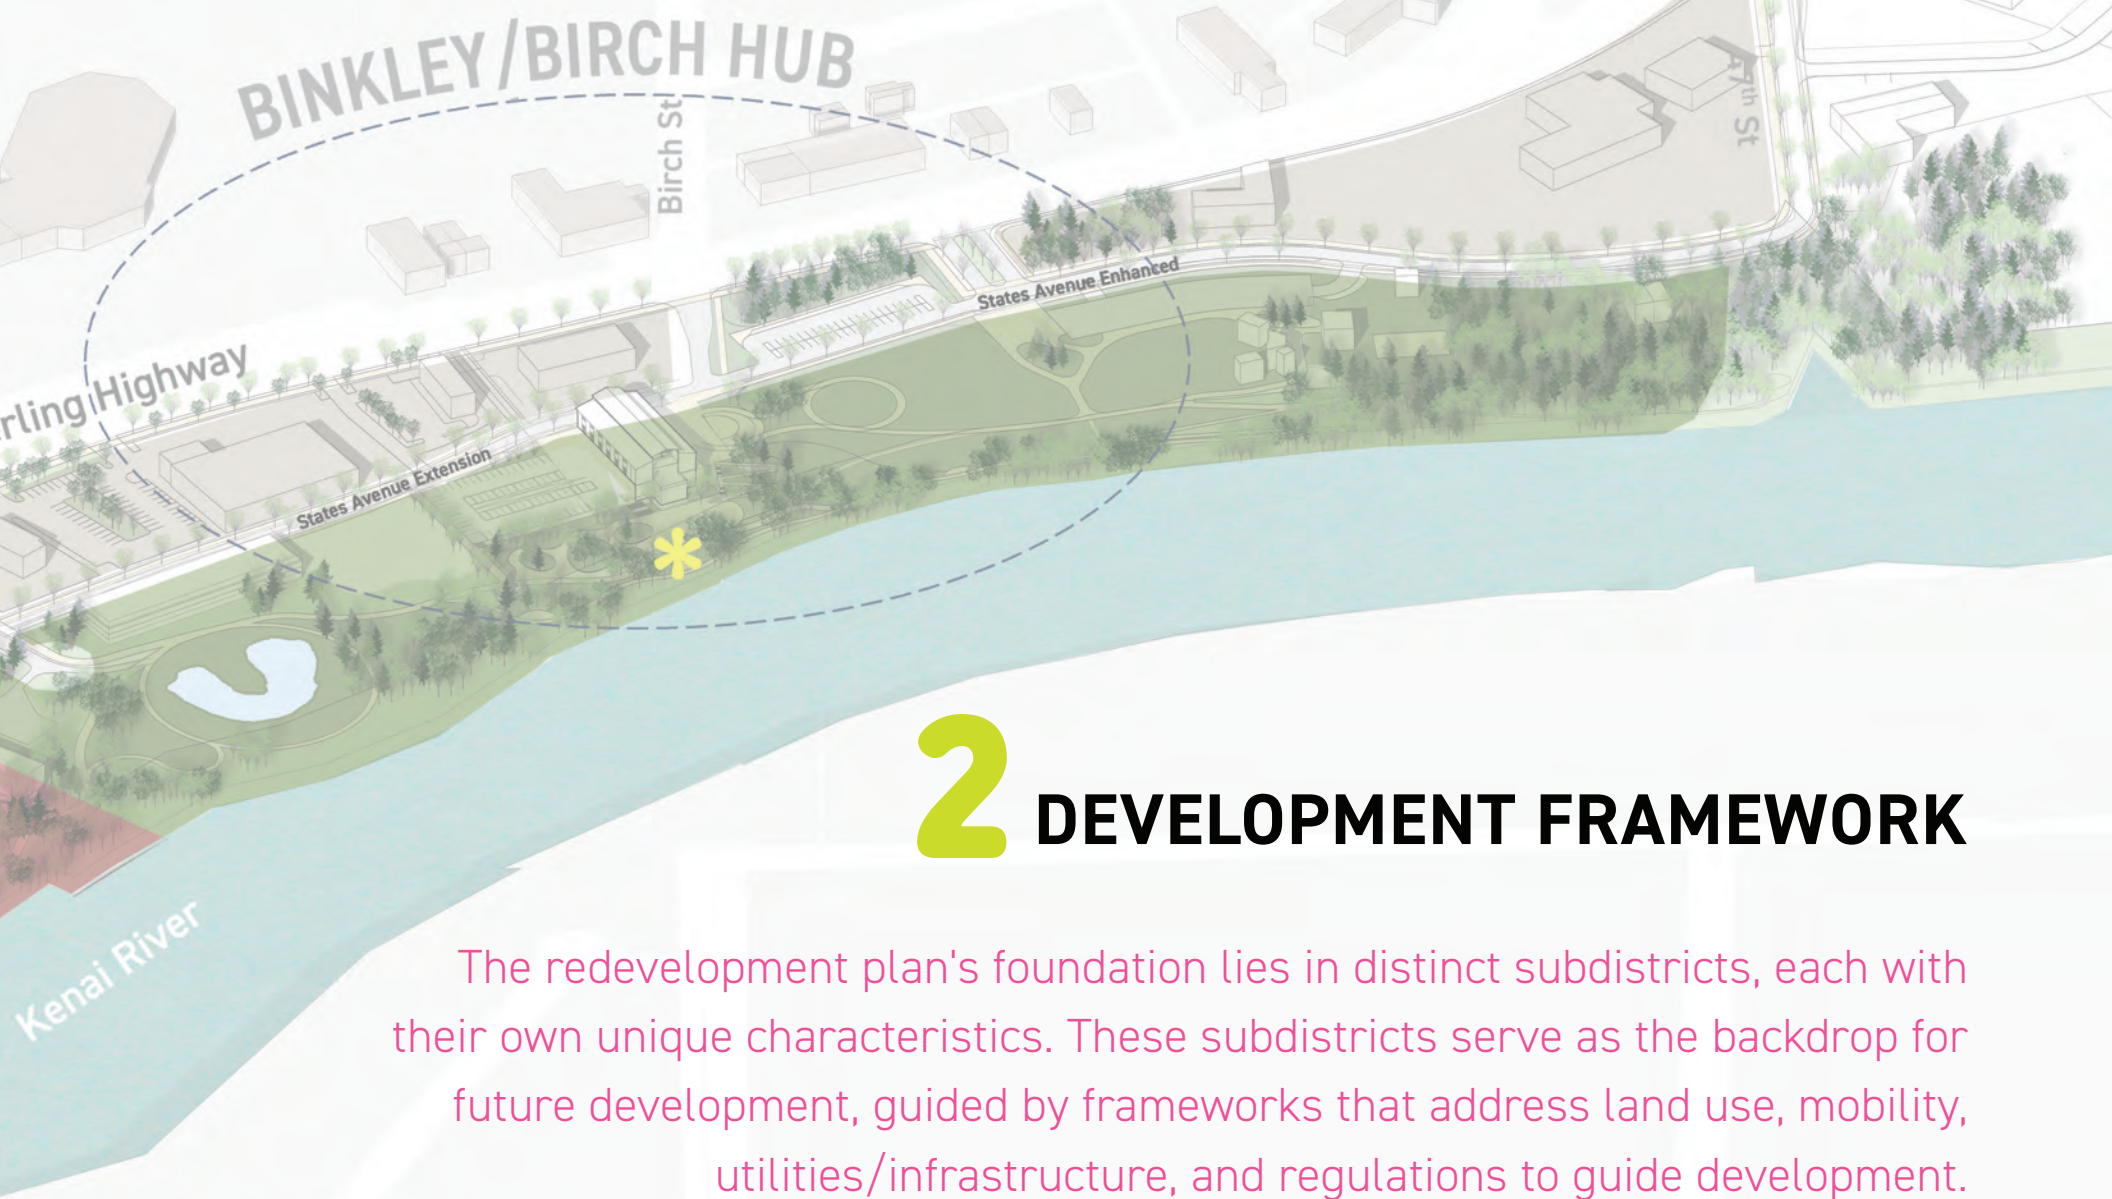 BINKLEY/BIRCH HUB
Birch St
47th St
States Avenue Enhanced
rling Highway
States Avenue Extension
Kenai River
2 DEVELOPMENT FRAMEWORK
The redevelopment plan's foundation lies in distinct subdistricts, each with
their own unique characteristics. These subdistricts serve as the backdrop for
future development, guided by frameworks that address land use, mobility,
utilities/infrastructure, and regulations to guide development.